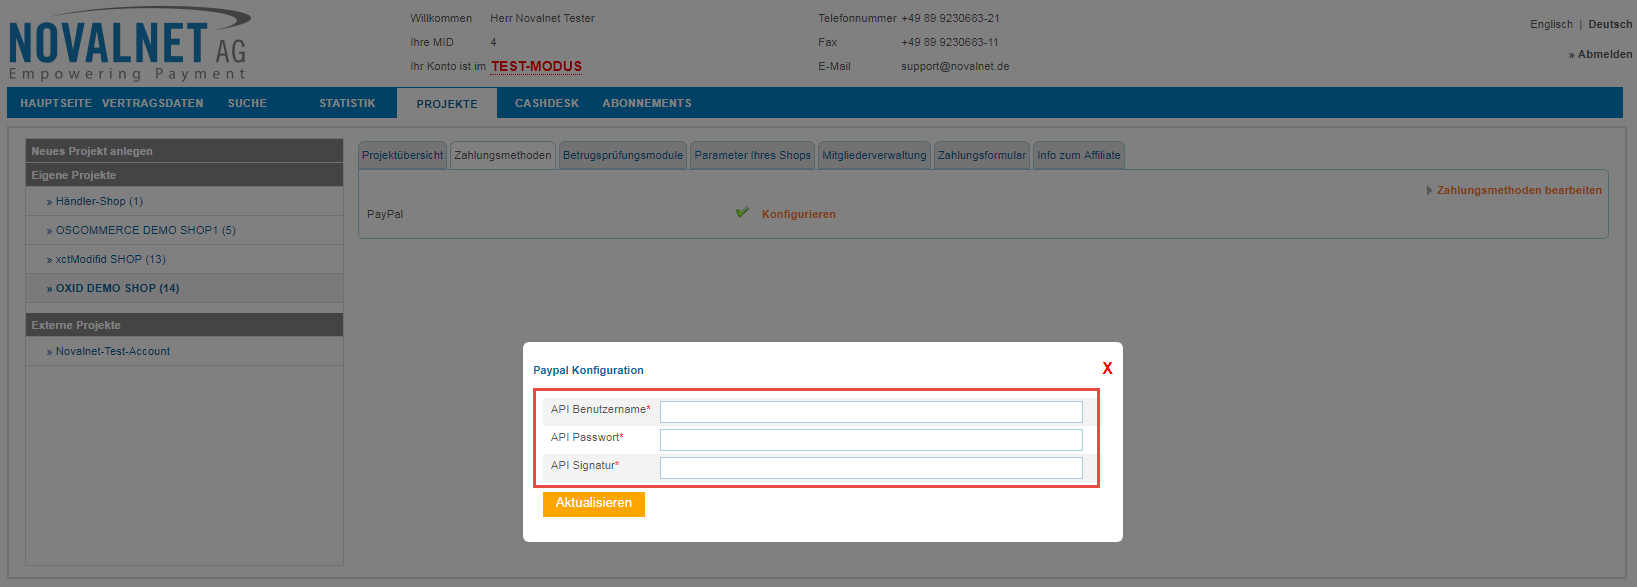 NOVALNET AG
Empowering Payment
Willkommen Herr Novalnet Tester
Ihre MID 4
Ihr Konto ist im TEST-MODUS
Telefonnummer +49 89 9230683-21
Fax +49 89 9230683-11
E-Mail support@novalnet.de
Englisch | Deutsch
» Abmelden
HAUPTSEITE VERTRAGSDATEN SUCHE STATISTIK PROJEKTE CASHDESK ABONNEMENTS
Neues Projekt anlegen
Eigene Projekte
» Händler-Shop (1)
» OSCOMMERCE DEMO SHOP1 (5)
» xctModifid SHOP (13)
» OXID DEMO SHOP (14)
Externe Projekte
» Novalnet-Test-Account
Projektübersicht Zahlungsmethoden Betrugsprüfungsmodule Parameter Ihres Shops Mitgliederverwaltung Zahlungsformular Info zum Affiliate
Zahlungsmethoden bearbeiten
PayPal Konfigurieren
Paypal Konfiguration X
API Benutzername*
API Passwort*
API Signatur*
Aktualisieren